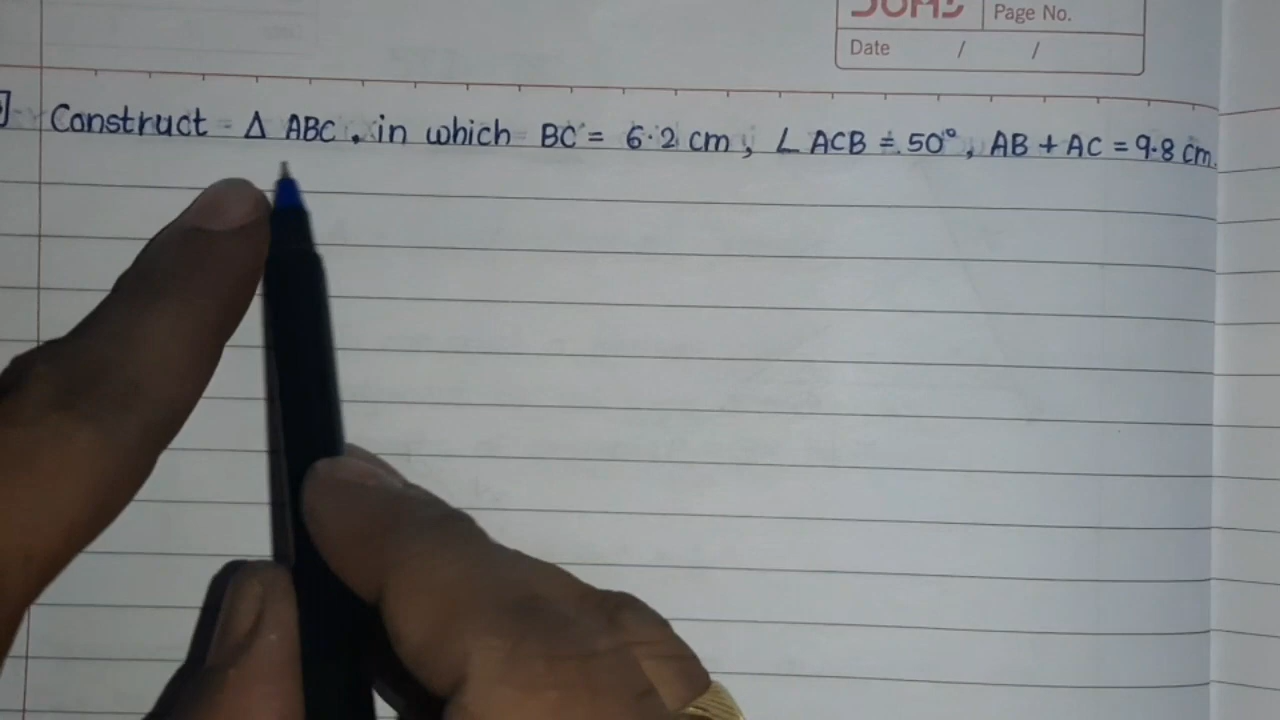 Page No.
Date / /
Construct Δ ABC, in which BC = 6.2 cm, ∠ ACB = 50°, AB + AC = 9.8 cm.